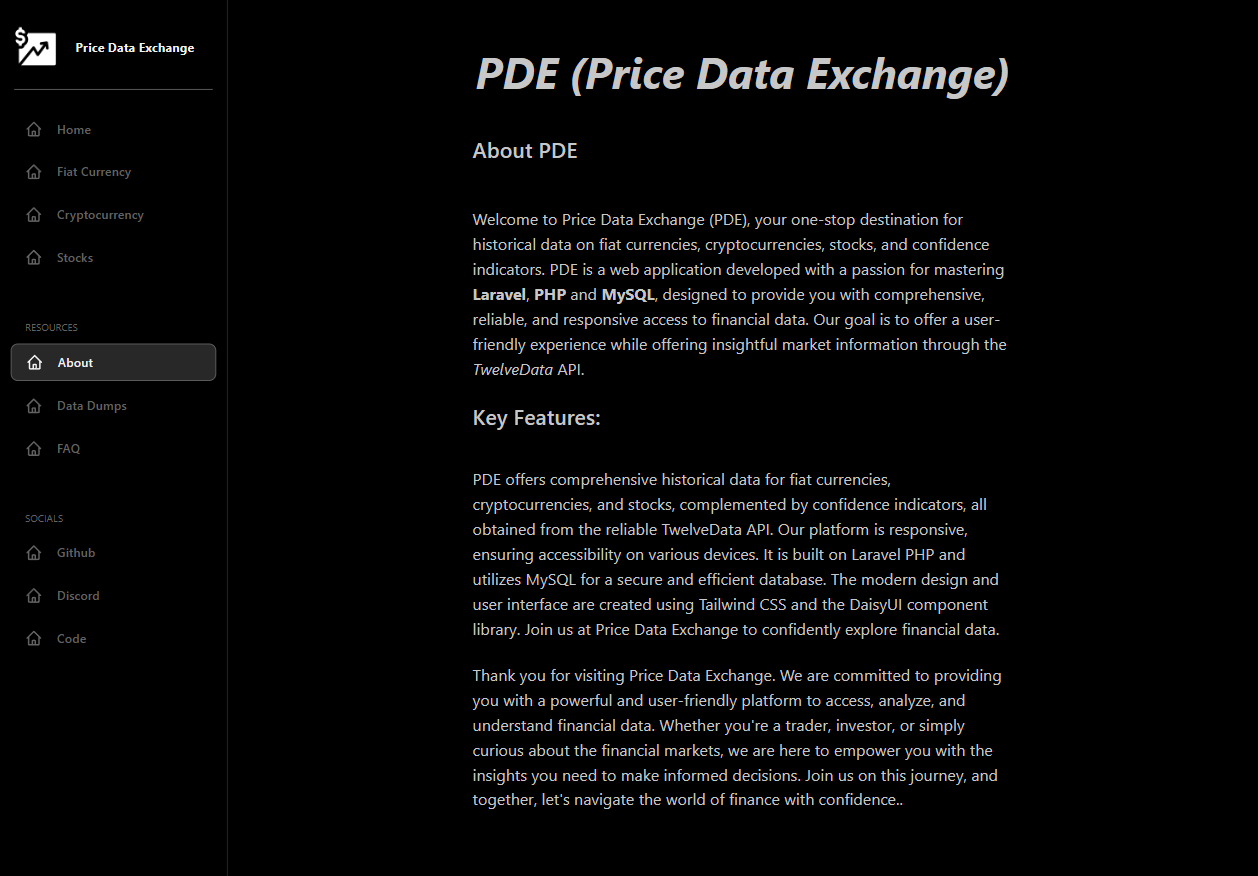 $
Price Data Exchange
Home
Fiat Currency
Cryptocurrency
Stocks
RESOURCES
About
Data Dumps
FAQ
SOCIALS
Github
Discord
Code
PDE (Price Data Exchange)
About PDE
Welcome to Price Data Exchange (PDE), your one-stop destination for
historical data on fiat currencies, cryptocurrencies, stocks, and confidence
indicators. PDE is a web application developed with a passion for mastering
Laravel, PHP and MySQL, designed to provide you with comprehensive,
reliable, and responsive access to financial data. Our goal is to offer a user-
friendly experience while offering insightful market information through the
TwelveData API.
Key Features:
PDE offers comprehensive historical data for fiat currencies,
cryptocurrencies, and stocks, complemented by confidence indicators, all
obtained from the reliable TwelveData API. Our platform is responsive,
ensuring accessibility on various devices. It is built on Laravel PHP and
utilizes MySQL for a secure and efficient database. The modern design and
user interface are created using Tailwind CSS and the DaisyUI component
library. Join us at Price Data Exchange to confidently explore financial data.
Thank you for visiting Price Data Exchange. We are committed to providing
you with a powerful and user-friendly platform to access, analyze, and
understand financial data. Whether you're a trader, investor, or simply
curious about the financial markets, we are here to empower you with the
insights you need to make informed decisions. Join us on this journey, and
together, let's navigate the world of finance with confidence..